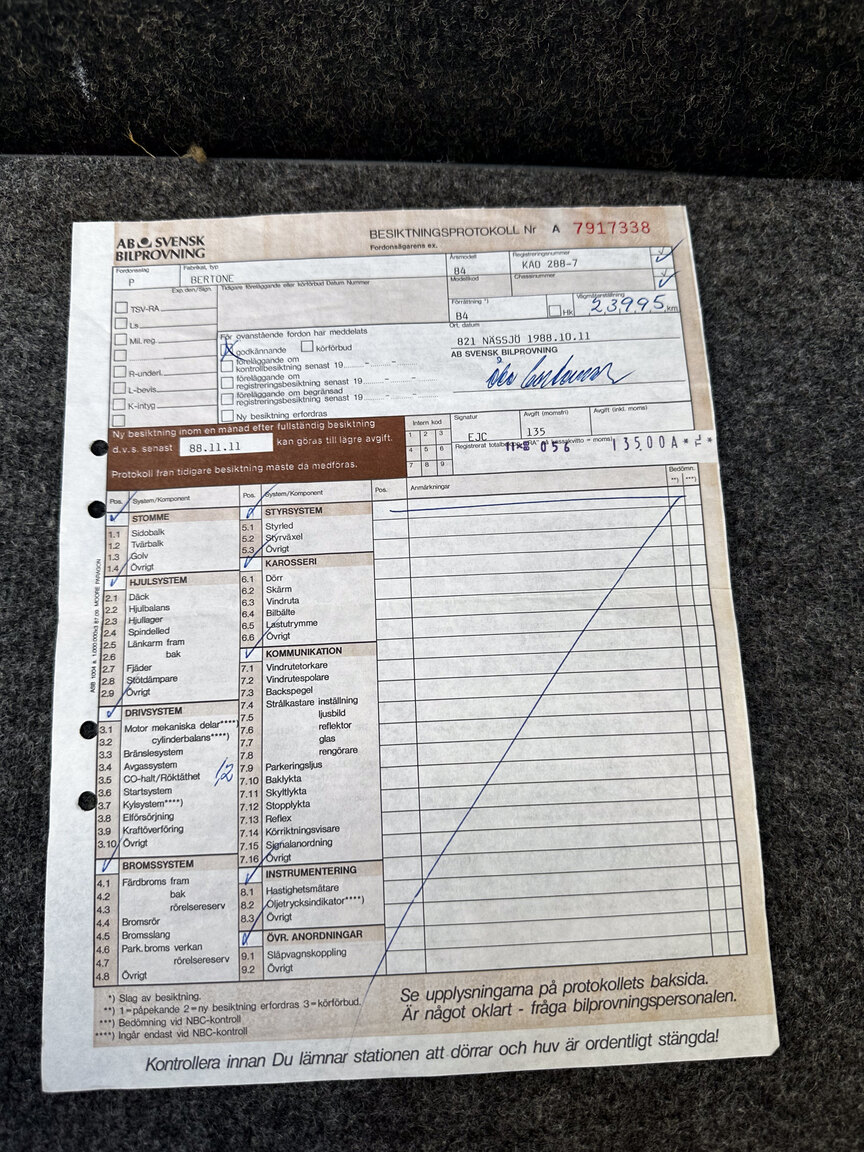 AB SVENSK
BILPROVNING
BESIKTNINGSPROTOKOLL Nr A 7917338
Fordonsägarens ex.
Fordonsslag
P
Fabrikat, typ
BERTONE
Årsmodell
84
Registreringsnummer
KAO 288-7
Modellkod
Chassinummer
Exp.den/Sign.
Tidigare föreläggande eller körförbud Datum Nummer
Förrättning *)
B4
Hk
Vägmätarställning
23995 km
TSV-RA
Ls
Mil.reg
R-underl.
L-bevis
K-intyg
För ovanstående fordon har meddelats
godkännande
körförbud
föreläggande om
kontrollbesiktning senast 19
föreläggande om
registreringsbesiktning senast 19
föreläggande om begränsad
registreringsbesiktning senast 19
Ny besiktning erfordras
Ort, datum
821 NÄSSJÖ 1988.10.11
AB SVENSK BILPROVNING
Ny besiktning inom en månad efter fullständig besiktning
d.v.s. senast 88.11.11 kan göras till lägre avgift.
Protokoll från tidigare besiktning måste då medföras.
Intern kod
1 2 3
4 5 6
7 8 9
Signatur
EJC
Avgift (momsfri)
135
Avgift (inkl. moms)
056 135,00A*
Pos. System/Komponent
STOMME
1.1 Sidobalk
1.2 Tvärbalk
1.3 Golv
1.4 Övrigt
HJULSYSTEM
2.1 Däck
2.2 Hjulbalans
2.3 Hjullager
2.4 Spindelled
2.5 Länkarm fram
2.6 bak
2.7 Fjäder
2.8 Stötdämpare
2.9 Övrigt
DRIVSYSTEM
3.1 Motor mekaniska delar****)
3.2 cylinderbalans****)
3.3 Bränslesystem
3.4 Avgassystem
3.5 CO-halt/Röktäthet
3.6 Startsystem
3.7 Kylsystem****)
3.8 Elförsörjning
3.9 Kraftöverföring
3.10 Övrigt
BROMSSYSTEM
4.1 Färdbroms fram
4.2 bak
4.3 rörelsereserv
4.4 Bromsrör
4.5 Bromsslang
4.6 Park.broms verkan
4.7 rörelsereserv
4.8 Övrigt
Pos. System/Komponent
STYRSYSTEM
5.1 Styrled
5.2 Styrväxel
5.3 Övrigt
KAROSSERI
6.1 Dörr
6.2 Skärm
6.3 Vindruta
6.4 Bilbälte
6.5 Lastutrymme
6.6 Övrigt
KOMMUNIKATION
7.1 Vindrutetorkare
7.2 Vindrutespolare
7.3 Backspegel
7.4 Strålkastare inställning
7.5 ljusbild
7.6 reflektor
7.7 glas
7.8 rengörare
7.9 Parkeringsljus
7.10 Baklykta
7.11 Skyltlykta
7.12 Stopplykta
7.13 Reflex
7.14 Körriktningsvisare
7.15 Signalanordning
7.16 Övrigt
INSTRUMENTERING
8.1 Hastighetsmätare
8.2 Oljetrycksindikator****)
8.3 Övrigt
ÖVR. ANORDNINGAR
9.1 Släpvagnskoppling
9.2 Övrigt
Pos.
Anmärkningar
Bedömn.
**) ***)
*) Slag av besiktning.
**) 1=påpekande 2=ny besiktning erfordras 3=körförbud.
***) Bedömning vid NBC-kontroll
****) Ingår endast vid NBC-kontroll
Se upplysningarna på protokollets baksida.
Är något oklart - fråga bilprovningspersonalen.
Kontrollera innan Du lämnar stationen att dörrar och huv är ordentligt stängda!